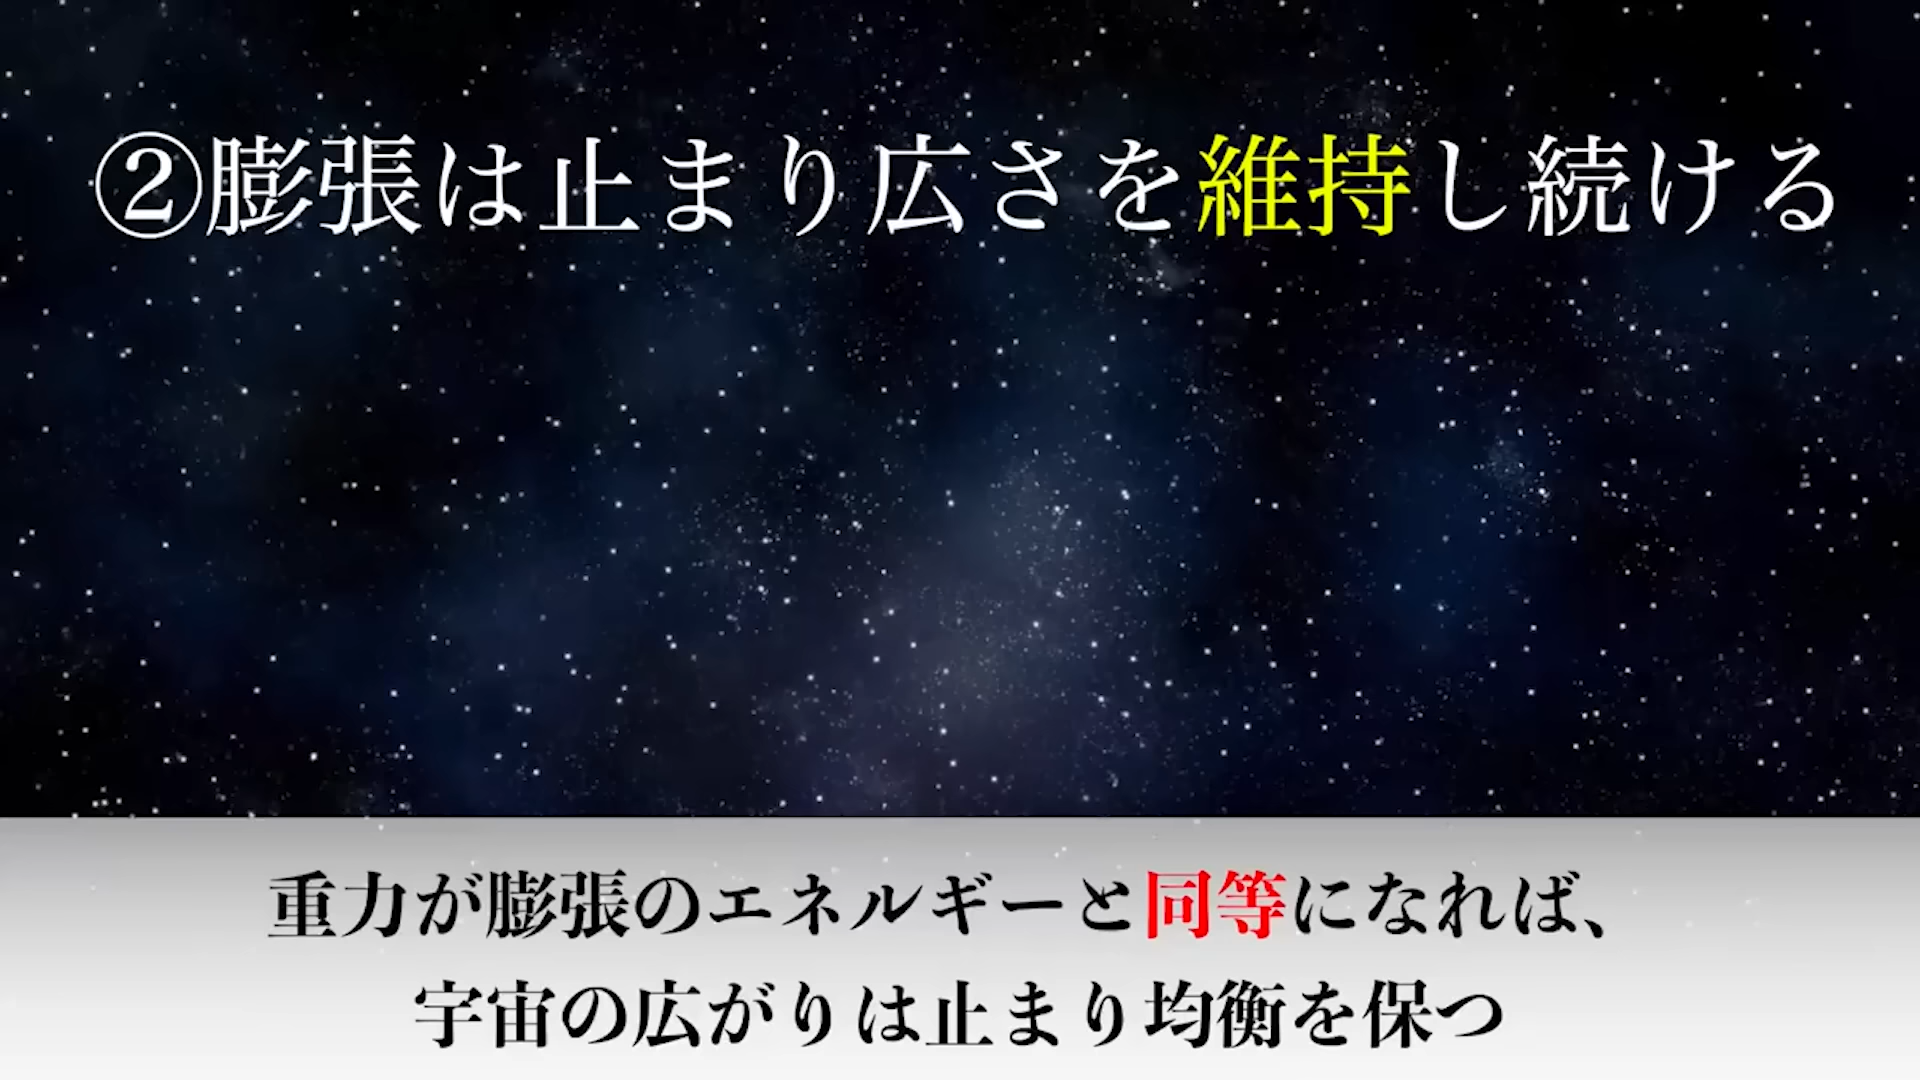 ②膨張は止まり広さを維持し続ける
重力が膨張のエネルギーと同等になれば、
宇宙の広がりは止まり均衡を保つ